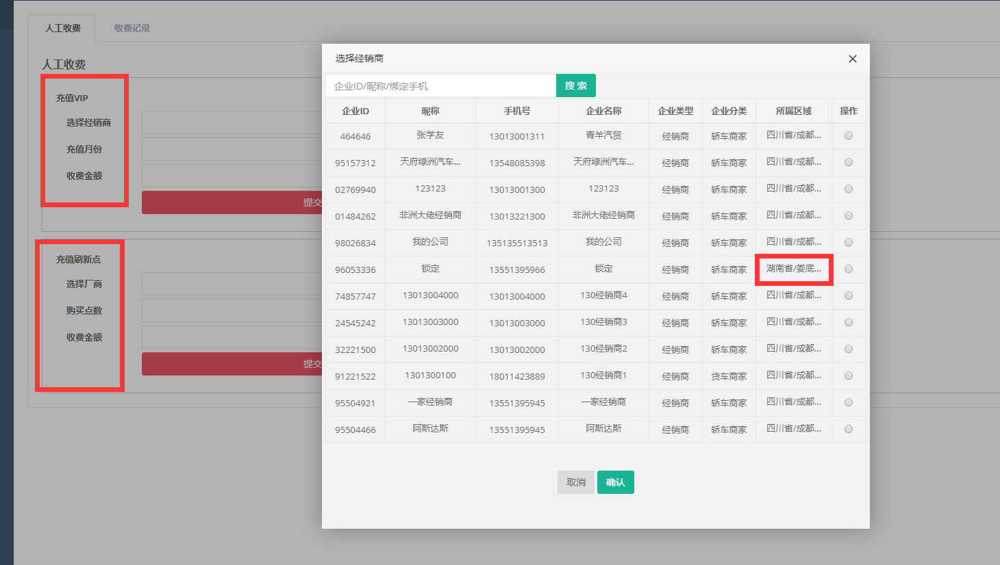 人工收费 收费记录
人工收费
充值VIP
选择经销商
充值月份
收费金额
提交
充值刷新点
选择厂商
购买点数
收费金额
提交
选择经销商
企业ID/昵称/绑定手机 搜 索
企业ID 昵称 手机号 企业名称 企业类型 企业分类 所属区域 操作
464646 张学友 13013001311 青羊汽贸 经销商 轿车商家 四川省/成都...
95157312 天府绿洲汽车... 13548085398 天府绿洲汽车... 经销商 轿车商家 四川省/成都...
02769940 123123 13013001300 123123 经销商 轿车商家 四川省/成都...
01484262 非洲大佬经销商 13013221300 非洲大佬经销商 经销商 轿车商家 四川省/成都...
98026834 我的公司 135135513513 我的公司 经销商 轿车商家 四川省/成都...
96053336 锁定 13551395966 锁定 经销商 轿车商家 湖南省/娄底...
74857747 13013004000 13013004000 130经销商4 经销商 轿车商家 四川省/成都...
24545242 13013003000 13013003000 130经销商3 经销商 轿车商家 四川省/成都...
32221500 13013002000 13013002000 130经销商2 经销商 轿车商家 四川省/成都...
91221522 1301300100 18011423889 130经销商1 经销商 货车商家 四川省/成都...
95504921 一家经销商 13551395945 一家经销商 经销商 轿车商家 四川省/成都...
95504466 阿斯达斯 13551395945 阿斯达斯 经销商 轿车商家 四川省/成都...
取消 确认